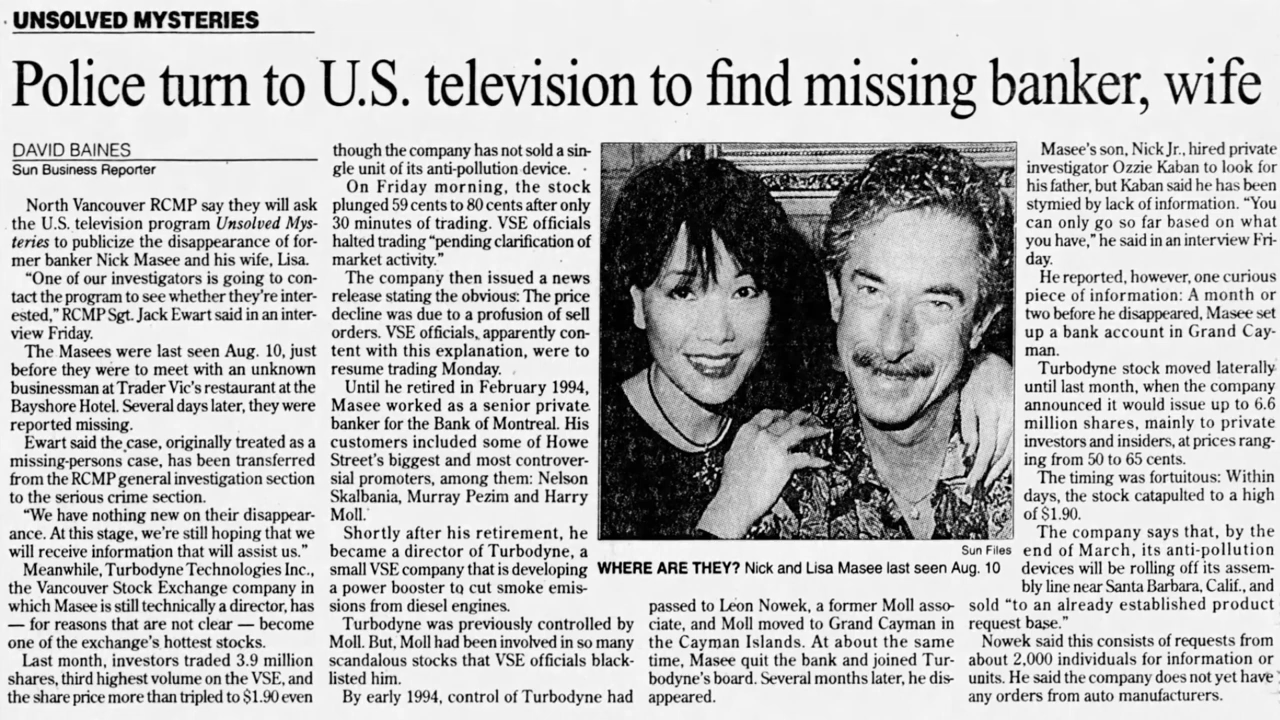 UNSOLVED MYSTERIES
Police turn to U.S. television to find missing banker, wife
DAVID BAINES
Sun Business Reporter
North Vancouver RCMP say they will ask
the U.S. television program Unsolved Mys-
teries to publicize the disappearance of for-
mer banker Nick Masee and his wife, Lisa.
“One of our investigators is going to con-
tact the program to see whether they’re inter-
ested,” RCMP Sgt. Jack Ewart said in an inter-
view Friday.
The Masees were last seen Aug. 10, just
before they were to meet with an unknown
businessman at Trader Vic’s restaurant at the
Bayshore Hotel. Several days later, they were
reported missing.
Ewart said the case, originally treated as a
missing-persons case, has been transferred
from the RCMP general investigation section
to the serious crime section.
“We have nothing new on their disappear-
ance. At this stage, we’re still hoping that we
will receive information that will assist us.”
Meanwhile, Turbodyne Technologies Inc.,
the Vancouver Stock Exchange company in
which Masee is still technically a director, has
— for reasons that are not clear — become
one of the exchange’s hottest stocks.
Last month, investors traded 3.9 million
shares, third highest volume on the VSE, and
the share price more than tripled to $1.90 even
though the company has not sold a sin-
gle unit of its anti-pollution device.
On Friday morning, the stock
plunged 59 cents to 80 cents after only
30 minutes of trading. VSE officials
halted trading “pending clarification of
market activity.”
The company then issued a news
release stating the obvious: The price
decline was due to a profusion of sell
orders. VSE officials, apparently con-
tent with this explanation, were to
resume trading Monday.
Until he retired in February 1994,
Masee worked as a senior private
banker for the Bank of Montreal. His
customers included some of Howe
Street’s biggest and most controver-
sial promoters, among them: Nelson
Skalbania, Murray Pezim and Harry
Moll.
Shortly after his retirement, he
became a director of Turbodyne, a
small VSE company that is developing
a power booster to cut smoke emis-
sions from diesel engines.
Turbodyne was previously controlled by
Moll. But, Moll had been involved in so many
scandalous stocks that VSE officials black-
listed him.
By early 1994, control of Turbodyne had
Sun Files
WHERE ARE THEY? Nick and Lisa Masee last seen Aug. 10
passed to Leon Nowek, a former Moll asso-
ciate, and Moll moved to Grand Cayman in
the Cayman Islands. At about the same
time, Masee quit the bank and joined Tur-
bodyne’s board. Several months later, he dis-
appeared.
Masee’s son, Nick Jr., hired private
investigator Ozzie Kaban to look for
his father, but Kaban said he has been
stymied by lack of information. “You
can only go so far based on what
you have,” he said in an interview Fri-
day.
He reported, however, one curious
piece of information: A month or
two before he disappeared, Masee set
up a bank account in Grand Cay-
man.
Turbodyne stock moved laterally
until last month, when the company
announced it would issue up to 6.6
million shares, mainly to private
investors and insiders, at prices rang-
ing from 50 to 65 cents.
The timing was fortuitous: Within
days, the stock catapulted to a high
of $1.90.
The company says that, by the
end of March, its anti-pollution
devices will be rolling off its assem-
bly line near Santa Barbara, Calif., and
sold “to an already established product
request base.”
Nowek said this consists of requests from
about 2,000 individuals for information or
units. He said the company does not yet have
any orders from auto manufacturers.